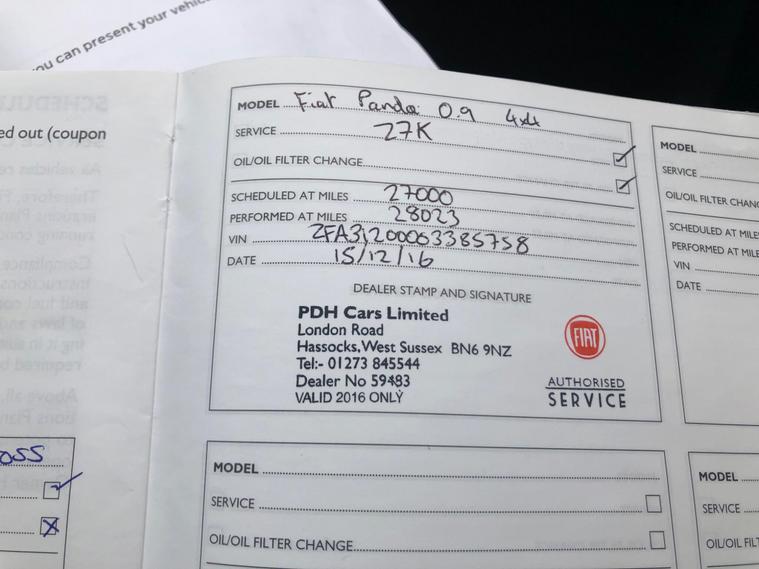 ou can present your vehic
SCHEDUL
ed out (coupon
MODEL Fiat Panda 0.9 4x4
SERVICE 27K
OIL/OIL FILTER CHANGE
SCHEDULED AT MILES 27000
PERFORMED AT MILES 28023
VIN ZFA31200063385758
DATE 15/12/16
DEALER STAMP AND SIGNATURE
PDH Cars Limited
London Road
Hassocks, West Sussex BN6 9NZ
Tel:- 01273 845544
Dealer No 59483
VALID 2016 ONLY
FIAT
AUTHORISED
SERVICE
MODEL
SERVICE
OIL/OIL FILTER CHANG
SCHEDULED AT MILE
PERFORMED AT MILE
VIN
DATE
oss
MODEL
SERVICE
OIL/OIL FILTER CHANGE
MODEL
SERVICE
OIL/OIL FILT